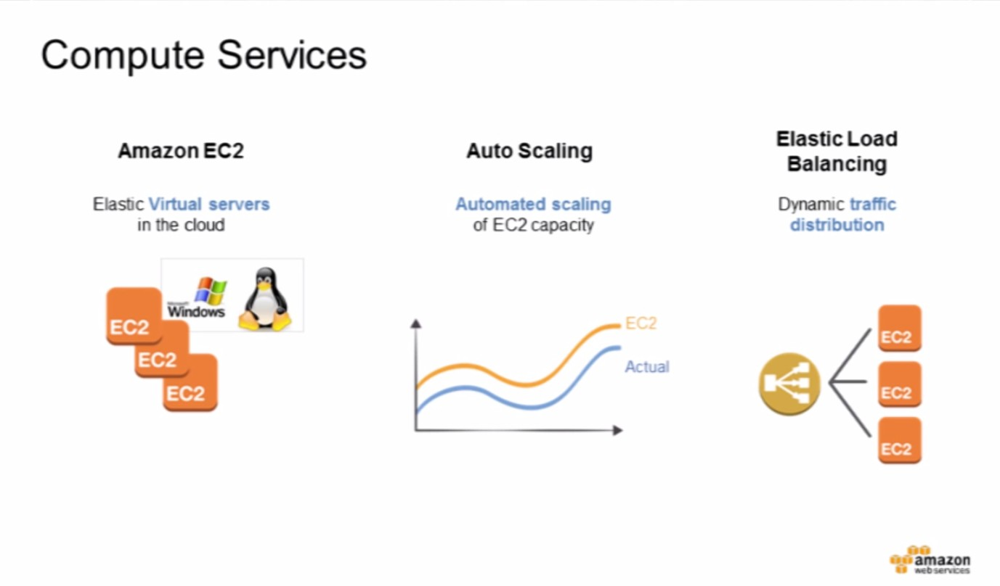 Compute Services
Amazon EC2
Elastic Virtual servers
in the cloud
Microsoft
Windows
EC2
EC2
EC2
Auto Scaling
Automated scaling
of EC2 capacity
EC2
Actual
Elastic Load
Balancing
Dynamic traffic
distribution
EC2
EC2
EC2
amazon
web services